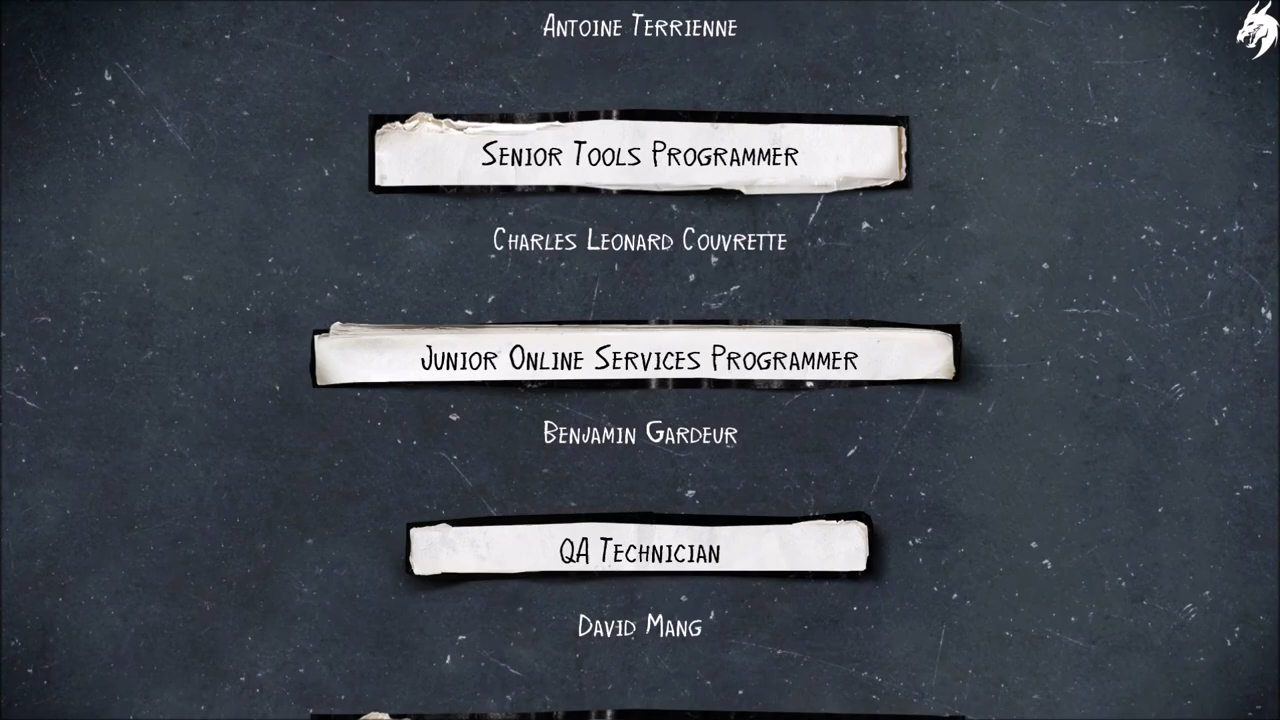 Antoine Terrienne
Senior Tools Programmer
Charles Leonard Couvrette
Junior Online Services Programmer
Benjamin Gardeur
QA Technician
David Mang